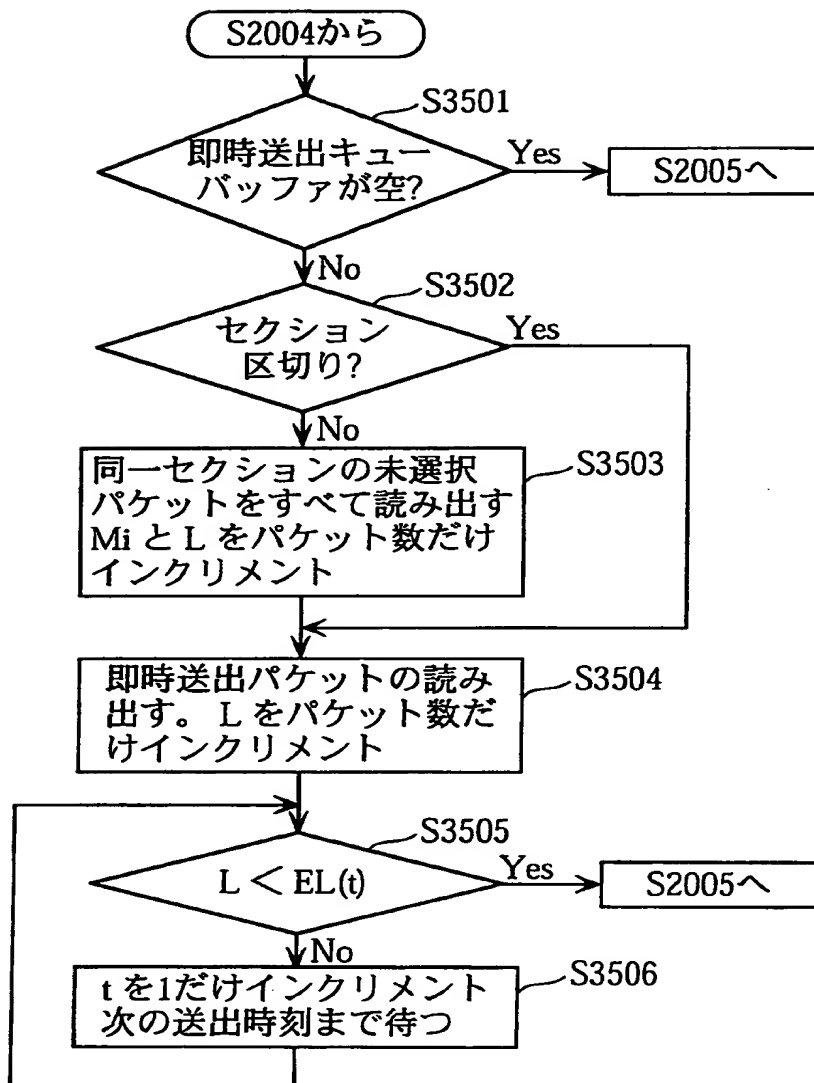 S2004から
S3501
即時送出キュー
バッファが空?
Yes
S2005へ
No
S3502
セクション
区切り?
Yes
No
S3503
同一セクションの未選択
パケットをすべて読み出す
Mi と L をパケット数だけ
インクリメント
即時送出パケットの読み
出す。 L をパケット数だ
けインクリメント
S3504
S3505
L < EL(t)
Yes
S2005へ
No
S3506
t を1だけインクリメント
次の送出時刻まで待つ